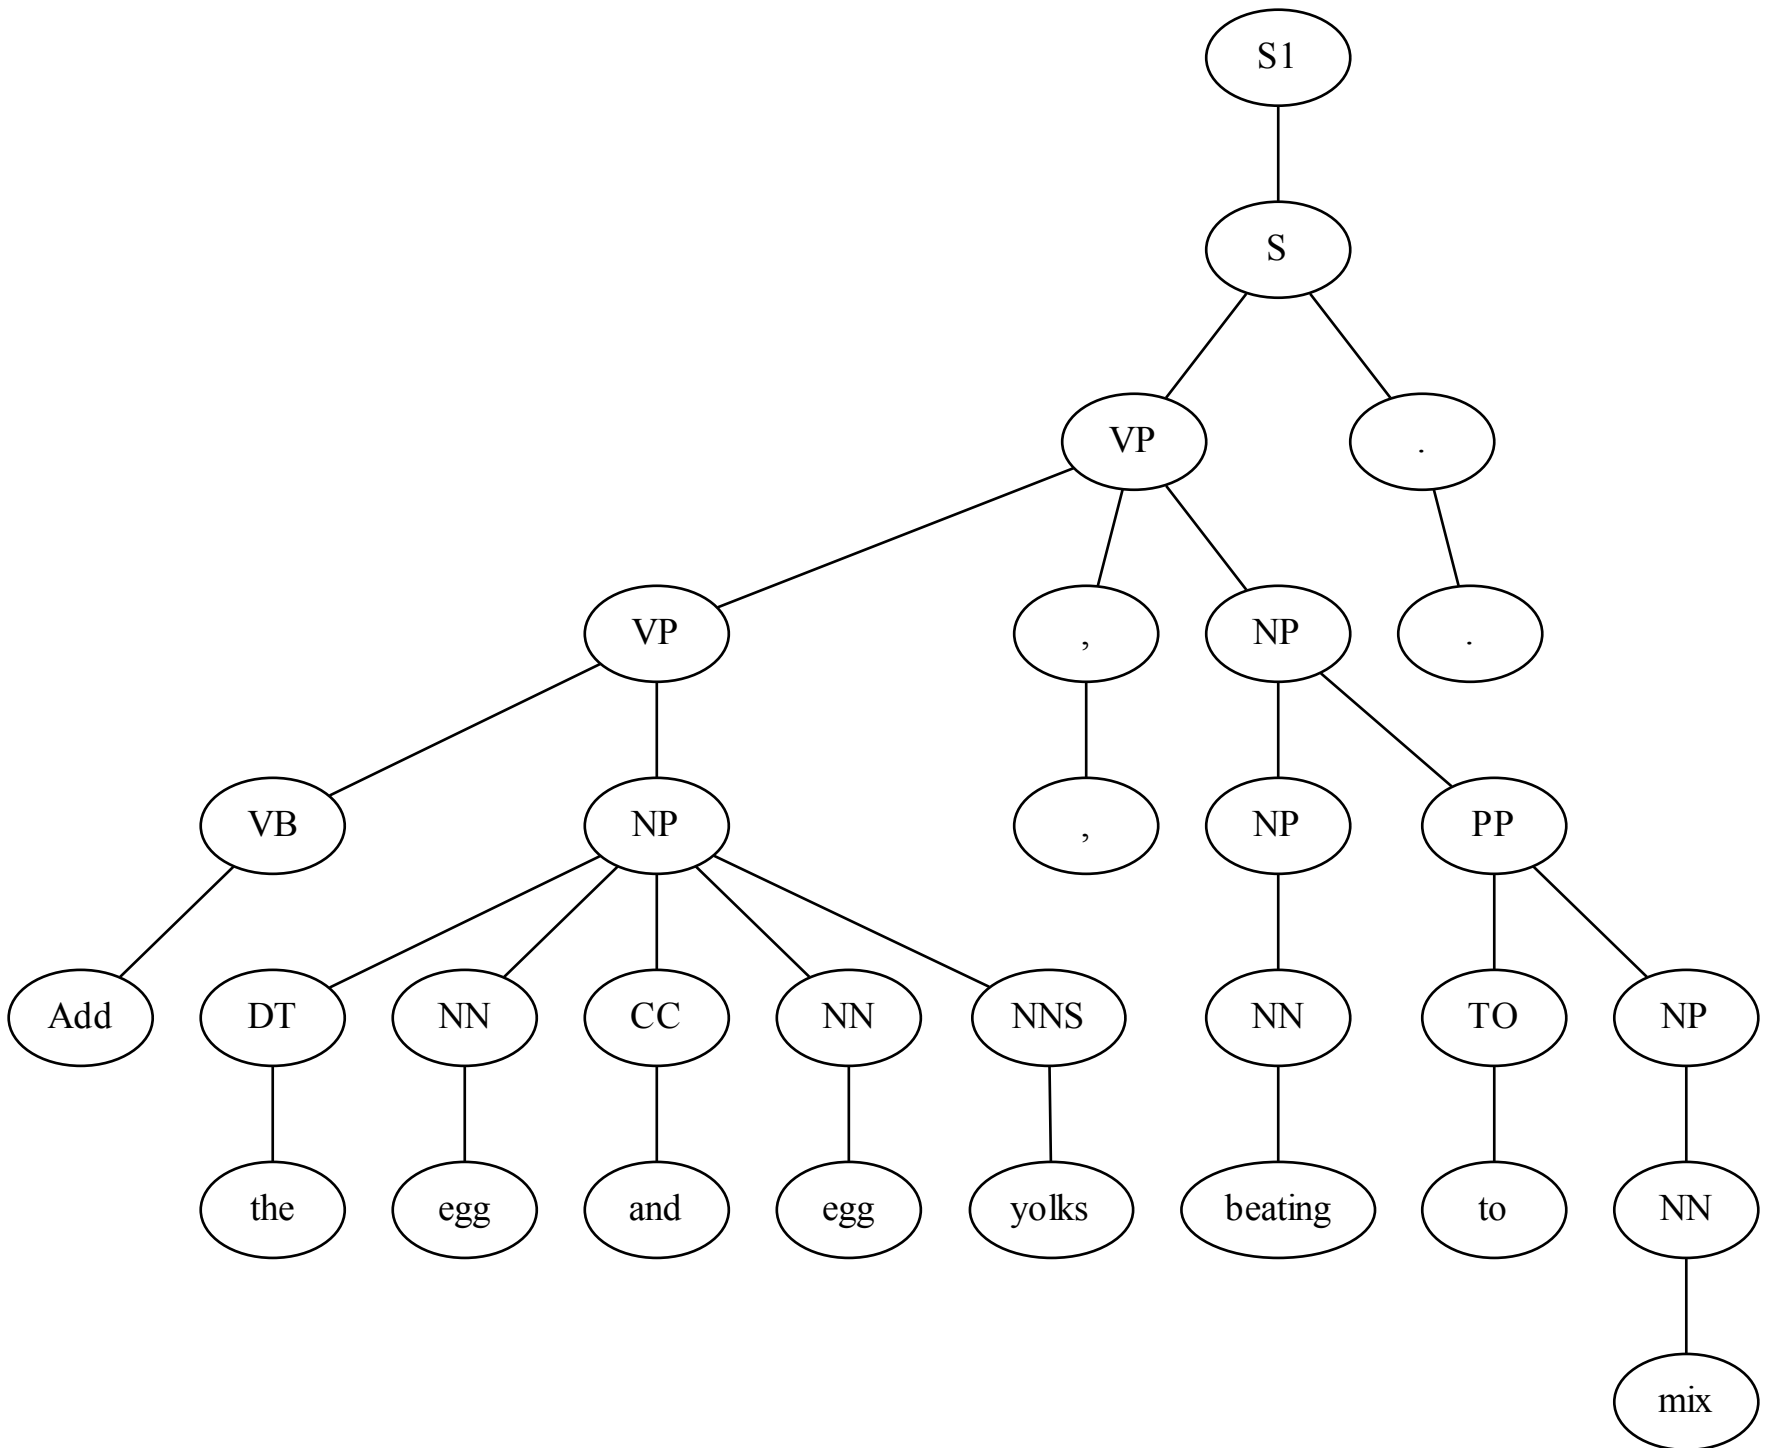 S1
S
VP .
VP , NP .
VB NP , NP PP
Add DT NN CC NN NNS NN TO NP
the egg and egg yolks beating to NN
mix